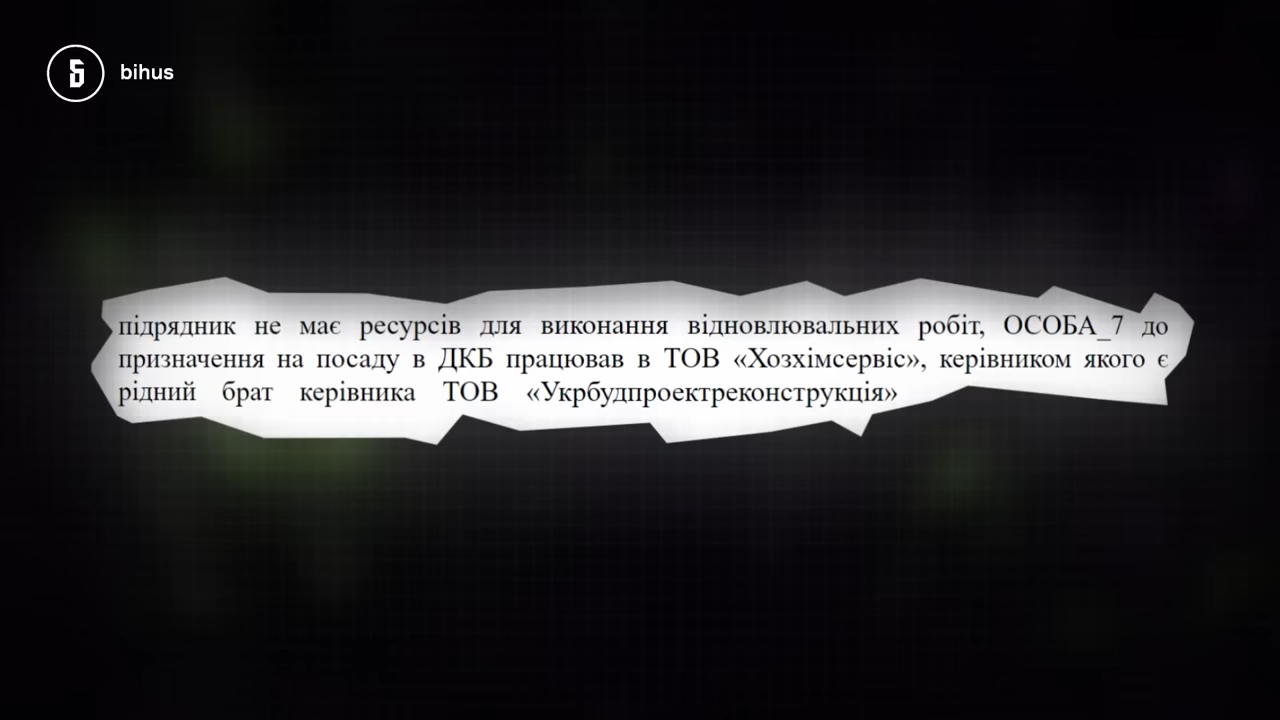 bihus
підрядник не має ресурсів для виконання відновлювальних робіт, ОСОБА_7 до
призначення на посаду в ДКБ працював в ТОВ «Хозхімсервіс», керівником якого є
рідний брат керівника ТОВ «Укрбудпроектреконструкція»